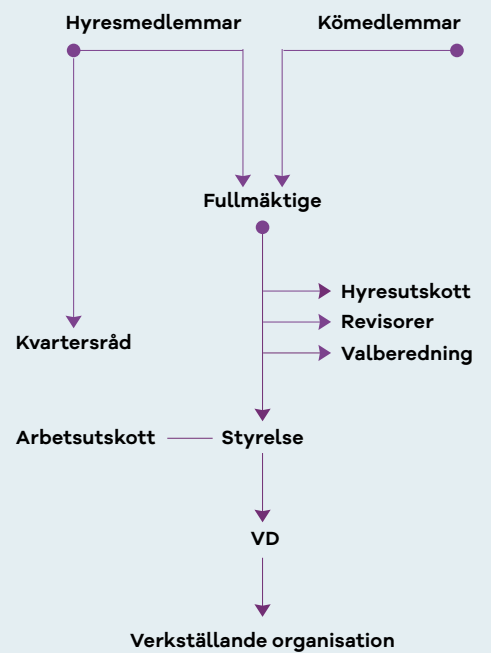 Hyresmedlemmar
Kömedlemmar
Fullmäktige
Hyresutskott
Revisorer
Valberedning
Kvartersråd
Arbetsutskott
Styrelse
VD
Verkställande organisation